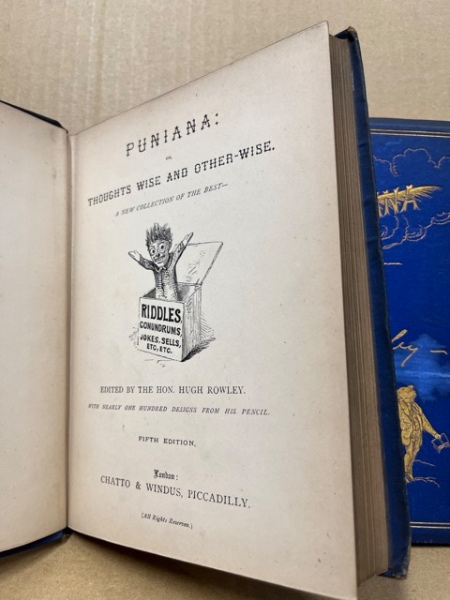 PUNIANA:
OR,
THOUGHTS WISE AND OTHER-WISE.
A NEW COLLECTION OF THE BEST—
RIDDLES,
CONUNDRUMS,
JOKES, SELLS,
ETC, ETC.
EDITED BY THE HON. HUGH ROWLEY.
WITH NEARLY ONE HUNDRED DESIGNS FROM HIS PENCIL.
FIFTH EDITION.
London:
CHATTO & WINDUS, PICCADILLY.
(All Rights Reserved.)
ANA
ley